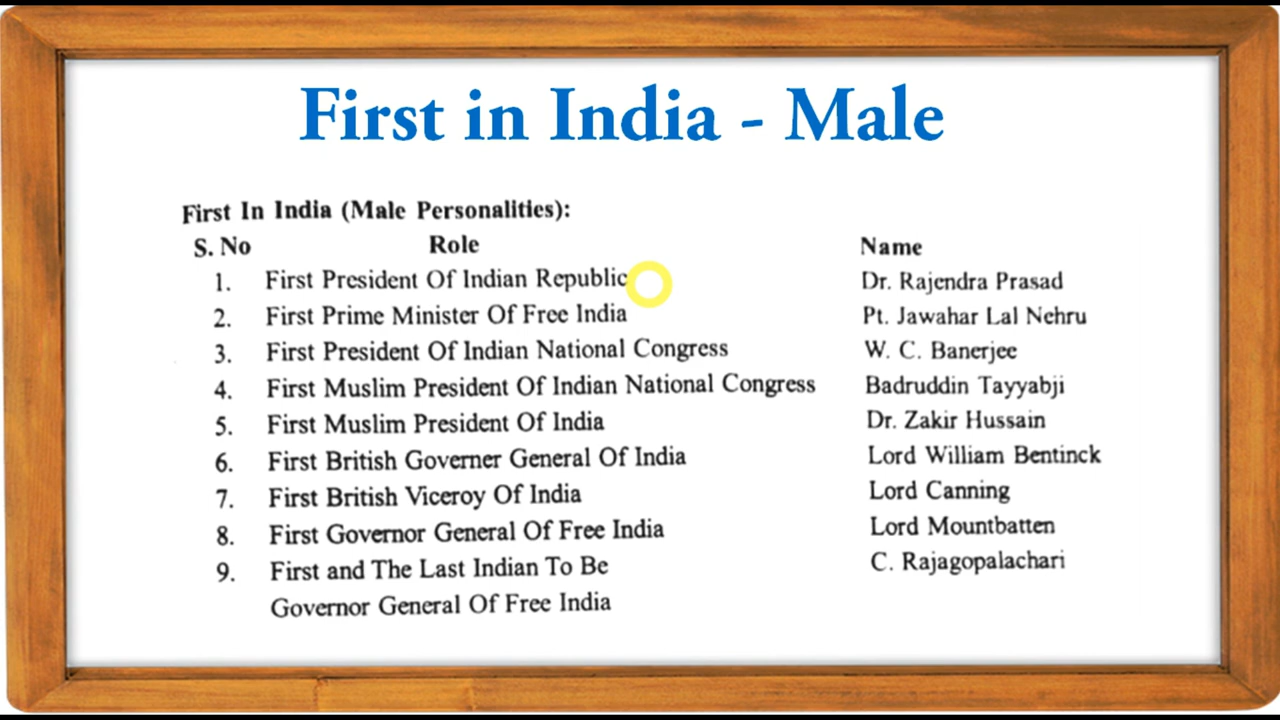 First in India - Male
First In India (Male Personalities):
S. No Role Name
1. First President Of Indian Republic Dr. Rajendra Prasad
2. First Prime Minister Of Free India Pt. Jawahar Lal Nehru
3. First President Of Indian National Congress W. C. Banerjee
4. First Muslim President Of Indian National Congress Badruddin Tayyabji
5. First Muslim President Of India Dr. Zakir Hussain
6. First British Governer General Of India Lord William Bentinck
7. First British Viceroy Of India Lord Canning
8. First Governor General Of Free India Lord Mountbatten
9. First and The Last Indian To Be C. Rajagopalachari
Governor General Of Free India